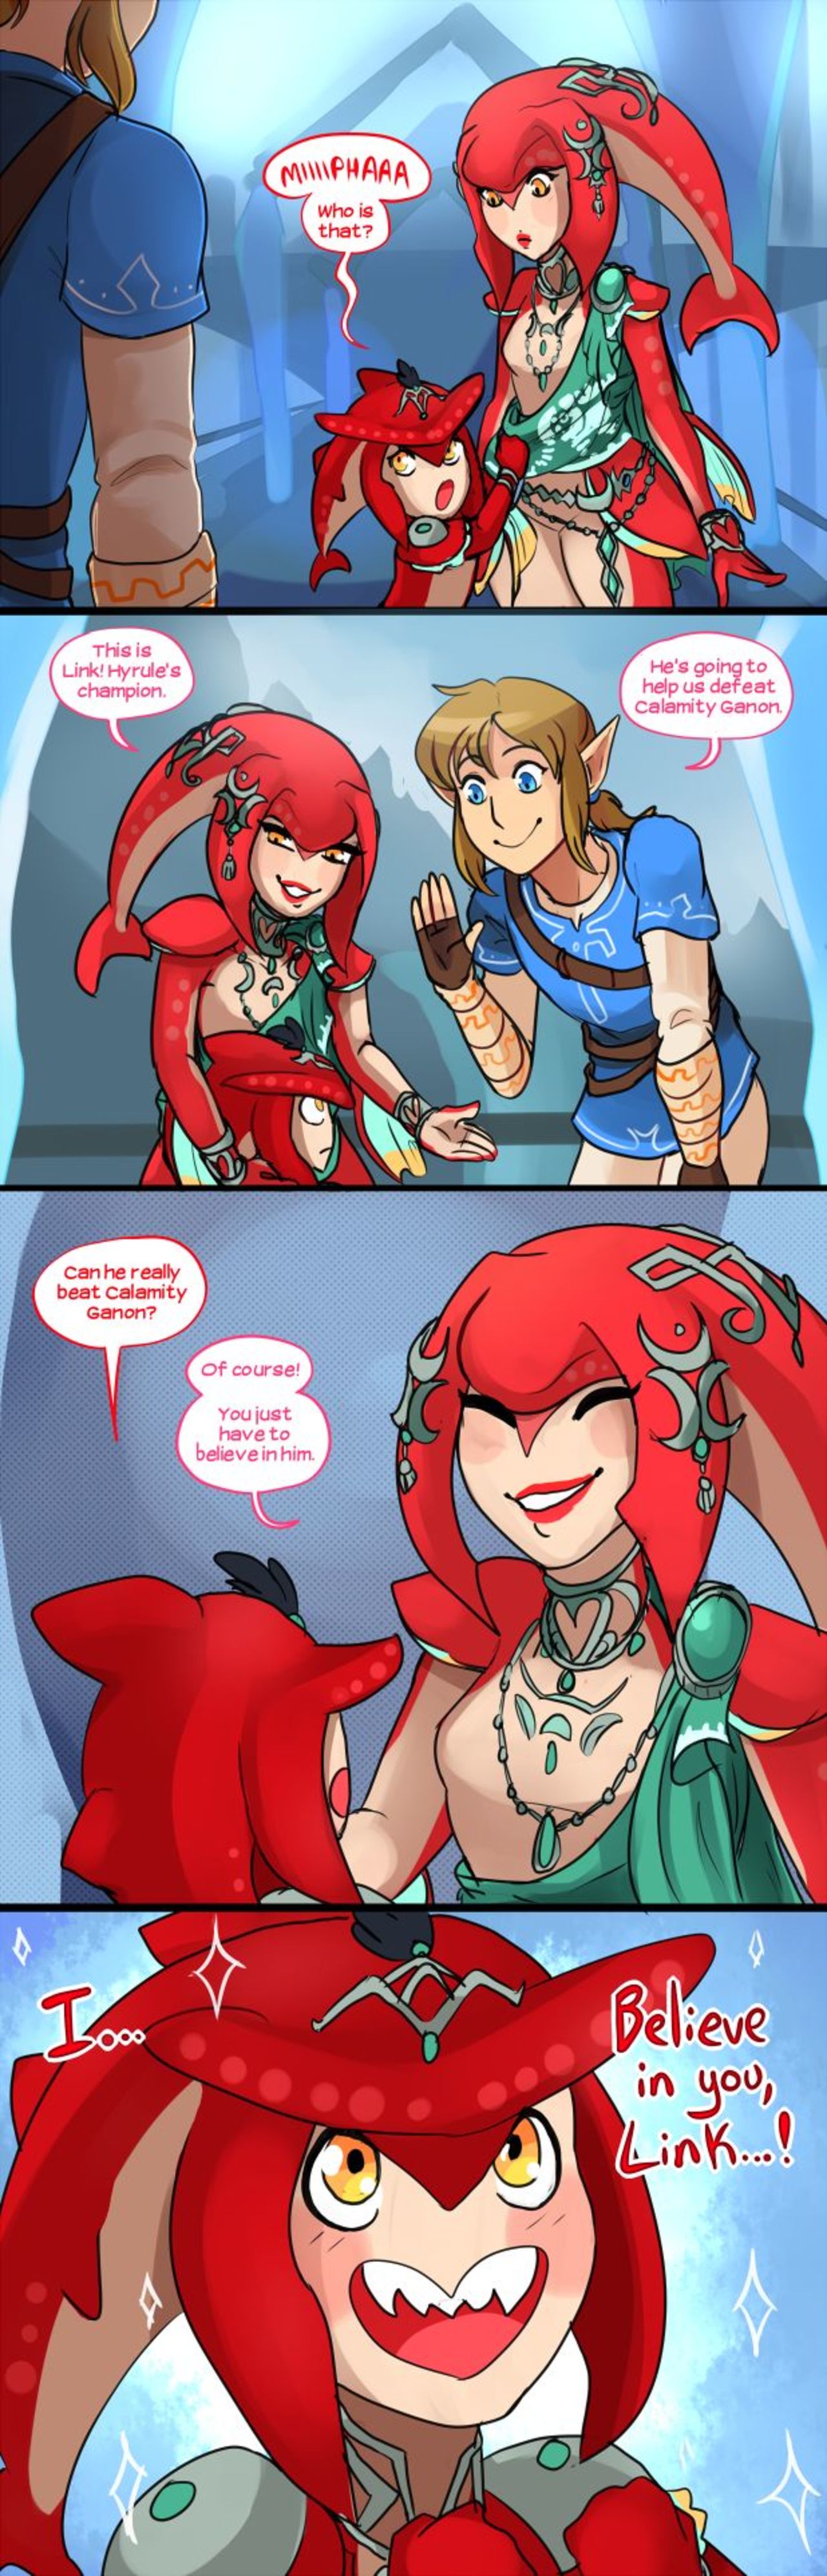 MIIIIPHAAA
Who is
that?
This is
Link! Hyrule's
champion.
He's going to
help us defeat
Calamity Ganon.
Can he really
beat Calamity
Ganon?
Of course!
You just
have to
believe in him.
I...
Believe
in you,
Link...!